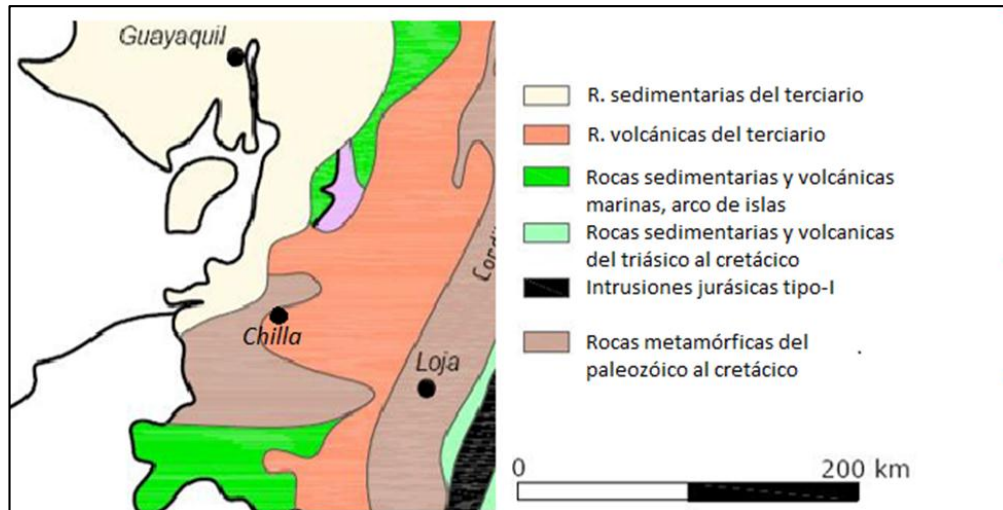 Guayaquil
R. sedimentarias del terciario
R. volcánicas del terciario
Rocas sedimentarias y volcánicas
marinas, arco de islas
Rocas sedimentarias y volcanicas
del triásico al cretácico
Intrusiones jurásicas tipo-I
Rocas metamórficas del
paleozóico al cretácico
Chilla
Loja
0
200 km